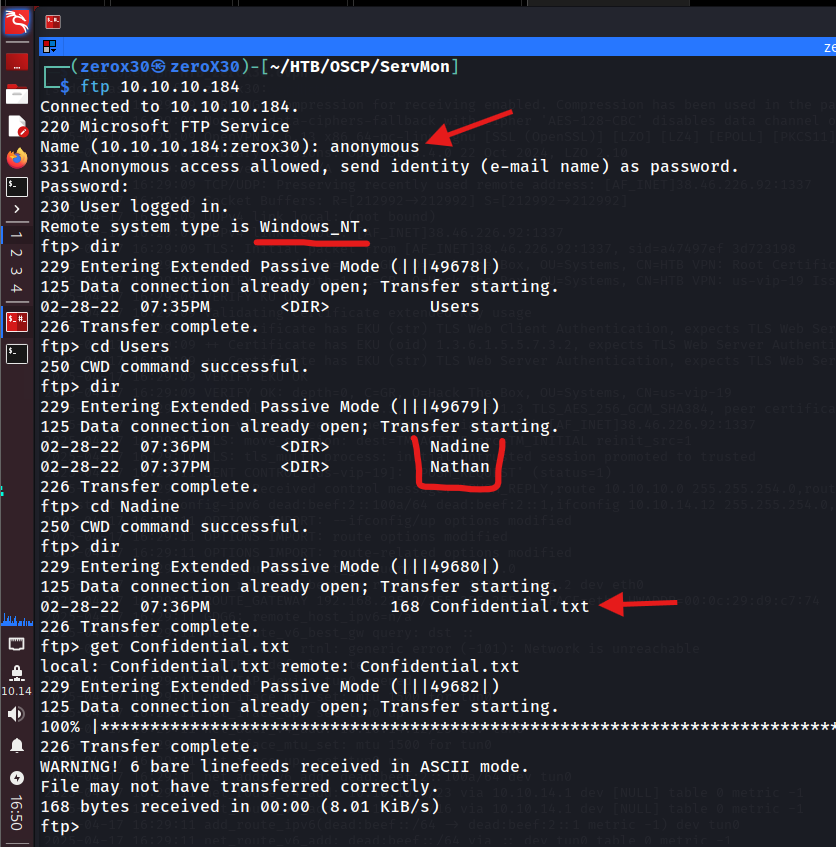 ze
┌──(zerox30㉿zeroX30)-[~/HTB/OSCP/ServMon]
└─$ ftp 10.10.10.184
Connected to 10.10.10.184.
220 Microsoft FTP Service
Name (10.10.10.184:zerox30): anonymous
331 Anonymous access allowed, send identity (e-mail name) as password.
Password:
230 User logged in.
Remote system type is Windows_NT.
ftp> dir
229 Entering Extended Passive Mode (|||49678|)
125 Data connection already open; Transfer starting.
02-28-22  07:35PM       <DIR>          Users
226 Transfer complete.
ftp> cd Users
250 CWD command successful.
ftp> dir
229 Entering Extended Passive Mode (|||49679|)
125 Data connection already open; Transfer starting.
02-28-22  07:36PM       <DIR>          Nadine
02-28-22  07:37PM       <DIR>          Nathan
226 Transfer complete.
ftp> cd Nadine
250 CWD command successful.
ftp> dir
229 Entering Extended Passive Mode (|||49680|)
125 Data connection already open; Transfer starting.
02-28-22  07:36PM                  168 Confidential.txt
226 Transfer complete.
ftp> get Confidential.txt
local: Confidential.txt remote: Confidential.txt
229 Entering Extended Passive Mode (|||49682|)
125 Data connection already open; Transfer starting.
100% |**************************************************************************
226 Transfer complete.
WARNING! 6 bare linefeeds received in ASCII mode.
File may not have transferred correctly.
168 bytes received in 00:00 (8.01 KiB/s)
ftp>
1
2
3
4
10.14
16:50